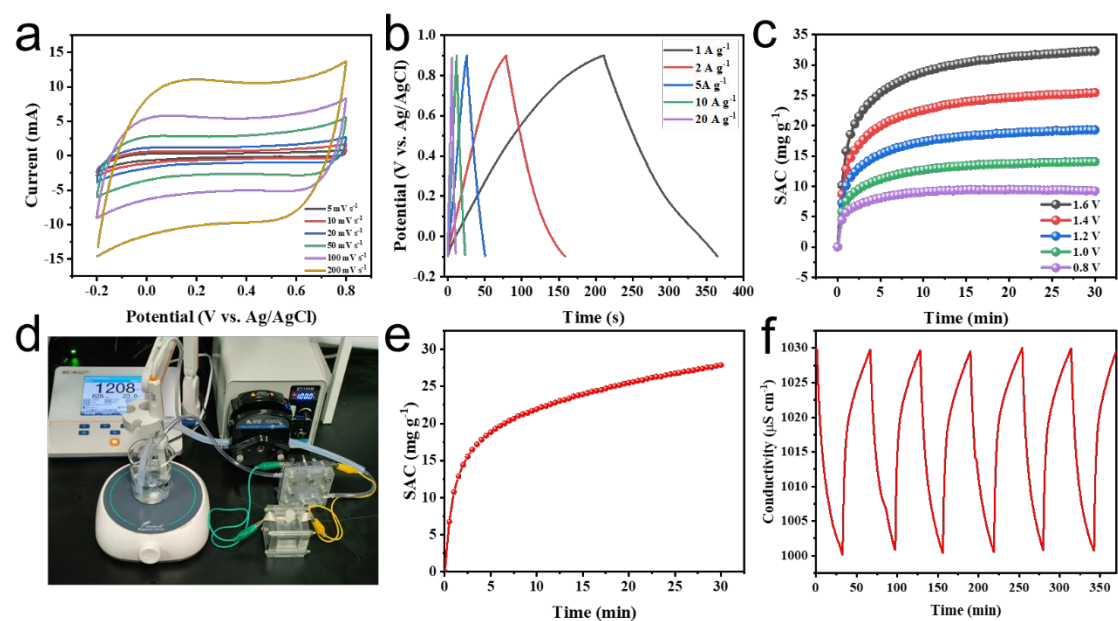 a
Current (mA)
15
10
5
0
-5
-10
-15
5 mV s⁻¹
10 mV s⁻¹
20 mV s⁻¹
50 mV s⁻¹
100 mV s⁻¹
200 mV s⁻¹
-0.2 0.0 0.2 0.4 0.6 0.8
Potential (V vs. Ag/AgCl)
b
Potential (V vs. Ag/AgCl)
1.0
0.8
0.6
0.4
0.2
0.0
-0.2
1 A g⁻¹
2 A g⁻¹
5A g⁻¹
10 A g⁻¹
20 A g⁻¹
0 50 100 150 200 250 300 350 400
Time (s)
c
SAC (mg g⁻¹)
35
30
25
20
15
10
5
0
-5
1.6 V
1.4 V
1.2 V
1.0 V
0.8 V
0 5 10 15 20 25 30
Time (min)
d
1208
e
SAC (mg g⁻¹)
30
25
20
15
10
5
0
0 5 10 15 20 25 30
Time (min)
f
Conductivity (μS cm⁻¹)
1030
1025
1020
1015
1010
1005
1000
0 50 100 150 200 250 300 350
Time (min)